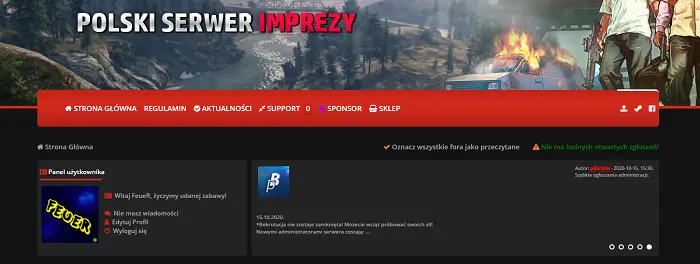 POLSKI SERWER IMPREZY
STRONA GŁÓWNA REGULAMIN AKTUALNOŚCI SUPPORT 0 SPONSOR SKLEP
Strona Główna
Oznacz wszystkie fora jako przeczytane
Nie ma żadnych otwartych zgłoszeń!
Panel użytkownika
FEUER
Witaj FeueR, życzymy udanej zabawy!
Nie masz wiadomości
Edytuj Profil
Wyloguj się
Autor: - 2020-10-15, 15:30.
Szybkie ogłoszenia administracji.
15.10.2020.
*Rekrutacja nie zostaje zamknięta! Możecie wciąż próbować swoich sił!
Nowymi administratorami serwera zostają: ...